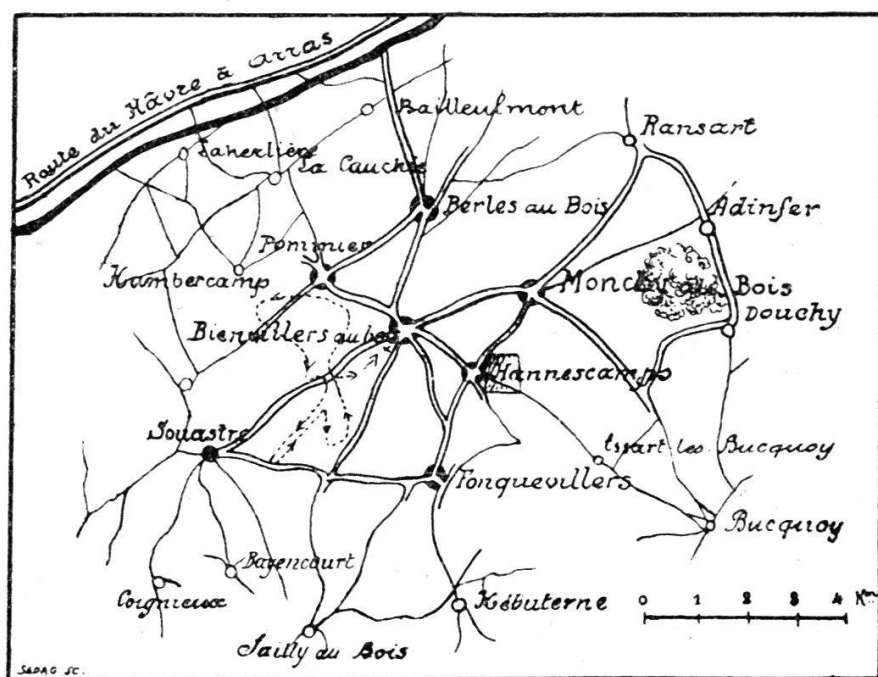 Route du Hâvre à Arras
Bailleulmont
Ransart
Laherlière
La Cauchie
Berles au Bois
Adinfer
Pommier
Humbercamp
Monchy au Bois
Douchy
Bienvillers au bois
Hannescamps
Souastre
Essart les Bucquoy
Fonquevillers
Bucquoy
Bayencourt
Coigneux
Hébuterne
0 1 2 3 4 Km
Sailly au Bois
SADAG SC.